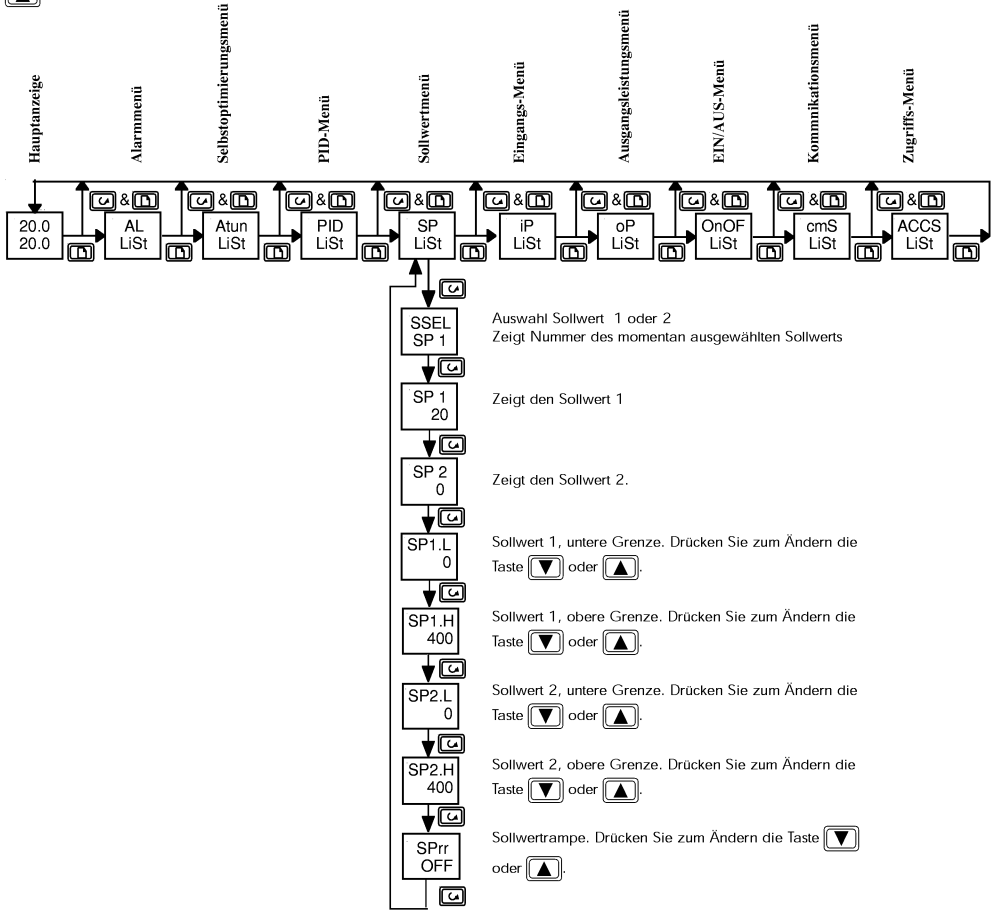 Hauptanzeige
Alarmmenü
Selbstoptimierungsmenü
PID-Menü
Sollwertmenü
Eingangs-Menü
Ausgangsleistungsmenü
EIN/AUS-Menü
Kommnikationsmenü
Zugriffs-Menü
& & & & & & & & &
20.0 AL Atun PID SP iP oP OnOF cmS ACCS
20.0 LiSt LiSt LiSt LiSt LiSt LiSt LiSt LiSt LiSt
SSEL
SP 1
Auswahl Sollwert 1 oder 2
Zeigt Nummer des momentan ausgewählten Sollwerts
SP 1
20
Zeigt den Sollwert 1
SP 2
0
Zeigt den Sollwert 2.
SP1.L
0
Sollwert 1, untere Grenze. Drücken Sie zum Ändern die
Taste ▼ oder ▲.
SP1.H
400
Sollwert 1, obere Grenze. Drücken Sie zum Ändern die
Taste ▼ oder ▲.
SP2.L
0
Sollwert 2, untere Grenze. Drücken Sie zum Ändern die
Taste ▼ oder ▲.
SP2.H
400
Sollwert 2, obere Grenze. Drücken Sie zum Ändern die
Taste ▼ oder ▲.
SPrr
OFF
Sollwertrampe. Drücken Sie zum Ändern die Taste ▼
oder ▲.